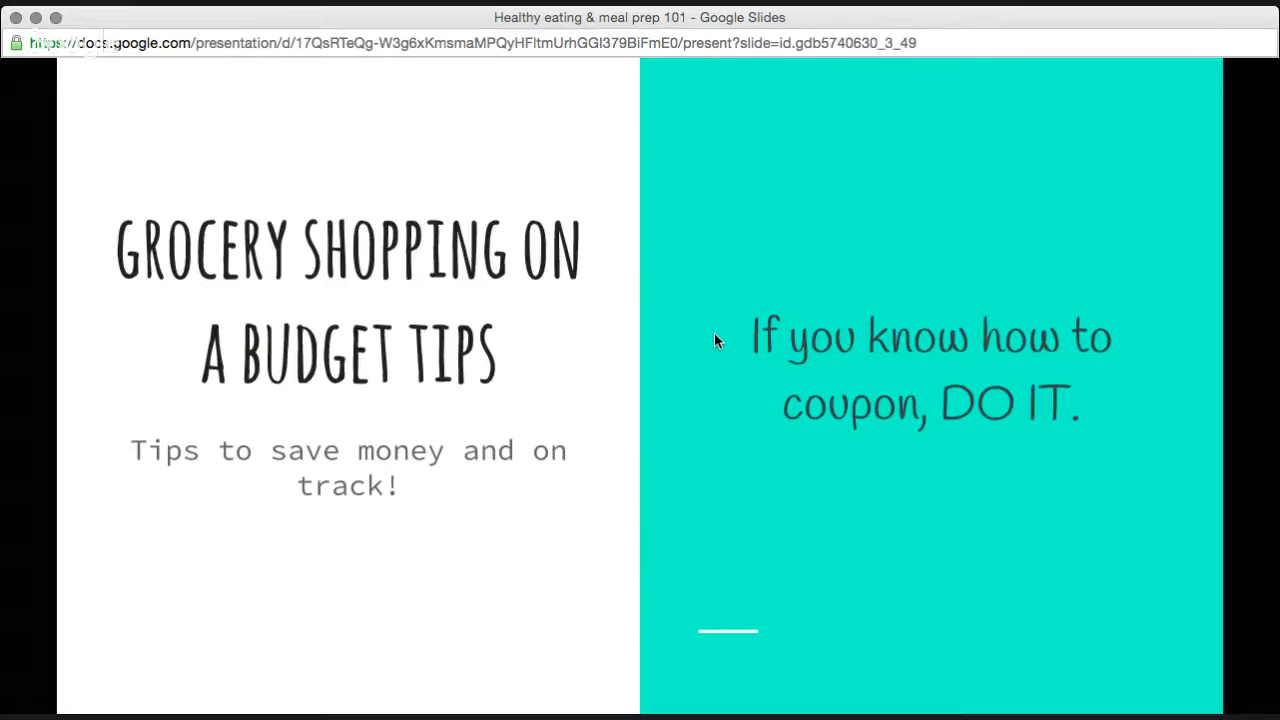 Healthy eating & meal prep 101 - Google Slides
https://docs.google.com/presentation/d/17QsRTeQg-W3g6xKmsmaMPQyHFltmUrhGGl379BiFmE0/present?slide=id.gdb5740630_3_49
GROCERY SHOPPING ON
A BUDGET TIPS
Tips to save money and on
track!
If you know how to
coupon, DO IT.